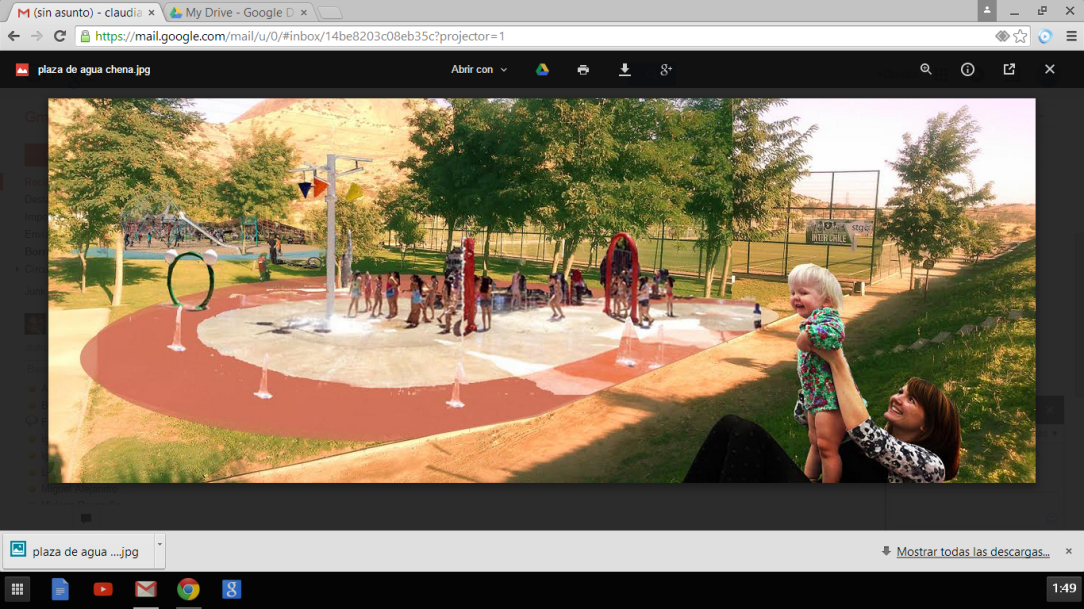 (sin asunto) - claudia
My Drive - Google D
https://mail.google.com/mail/u/0/#inbox/14be8203c08eb35c?projector=1
plaza de agua chena.jpg
Abrir con
INTER CHILE
plaza de agua ....jpg
Mostrar todas las descargas...
1:49